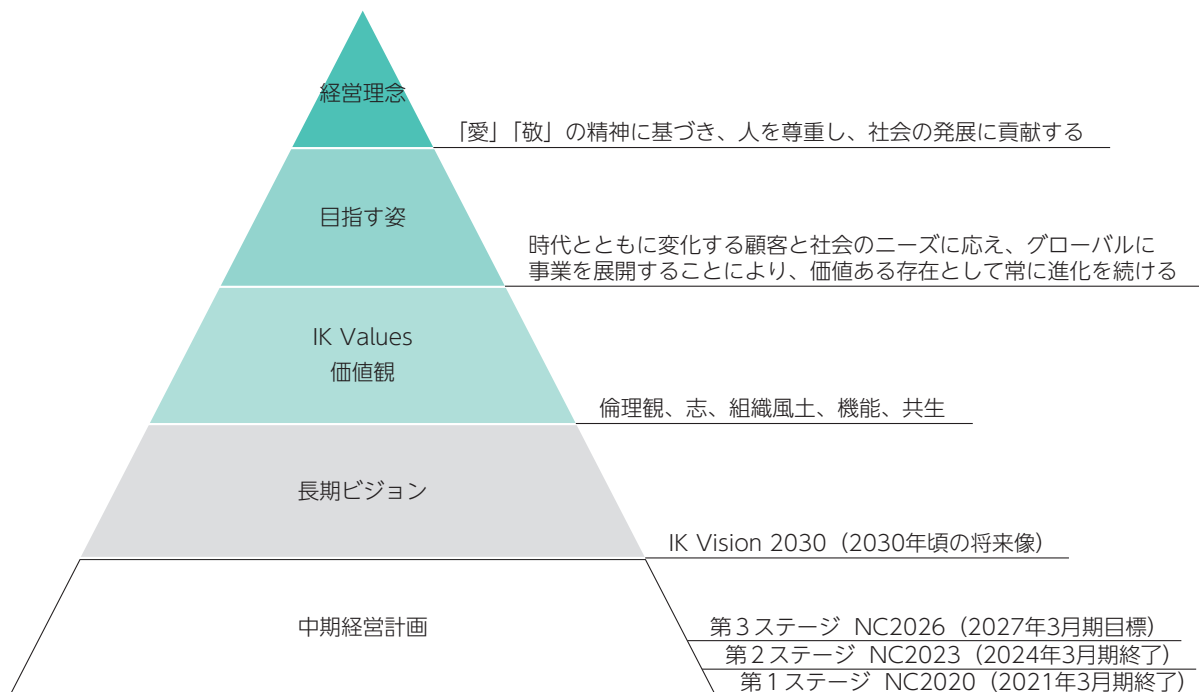 経営理念
「愛」「敬」の精神に基づき、人を尊重し、社会の発展に貢献する
目指す姿
時代とともに変化する顧客と社会のニーズに応え、グローバルに
事業を展開することにより、価値ある存在として常に進化を続ける
IK Values
価値観
倫理観、志、組織風土、機能、共生
長期ビジョン
IK Vision 2030（2030年頃の将来像）
中期経営計画
第３ステージ NC2026（2027年3月期目標）
第２ステージ NC2023（2024年3月期終了）
第１ステージ NC2020（2021年3月期終了）